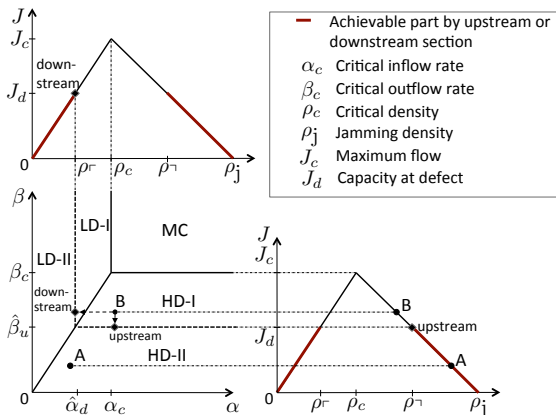 J
J_c
down-
stream
J_d
0
ρ⌜ ρ_c ρ⌝ ρ_j
Achievable part by upstream or
downstream section
α_c Critical inflow rate
β_c Critical outflow rate
ρ_c Critical density
ρ_j Jamming density
J_c Maximum flow
J_d Capacity at defect
β
LD-I
MC
LD-II
β_c
down-
stream
B
HD-I
β̂_u
upstream
A
HD-II
0
α̂_d α_c α
J
J_c
B
J_d
upstream
A
0
ρ⌜ ρ_c ρ⌝ ρ_j